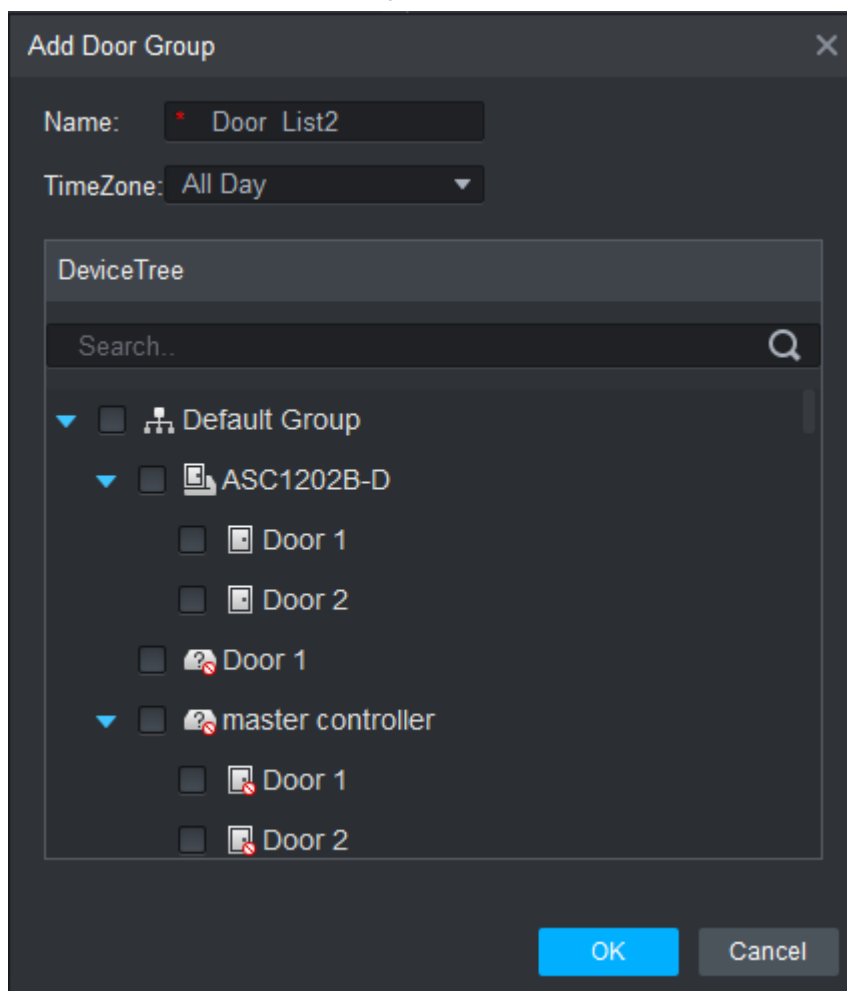 Add Door Group
Name: * Door List2
TimeZone: All Day
DeviceTree
Search..
Default Group
ASC1202B-D
Door 1
Door 2
Door 1
master controller
Door 1
Door 2
OK Cancel